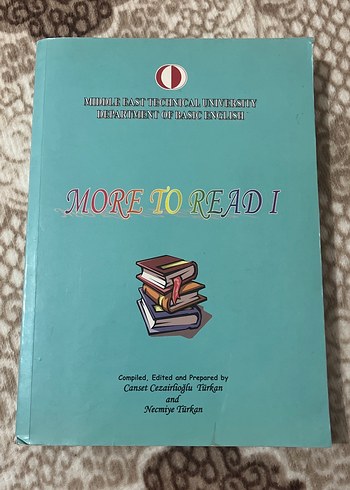 MIDDLE EAST TECHNICAL UNIVERSITY
DEPARTMENT OF BASIC ENGLISH
MORE TO READ I
Compiled, Edited and Prepared by
Canset Cezairlioğlu Türkan
and
Necmiye Türkan